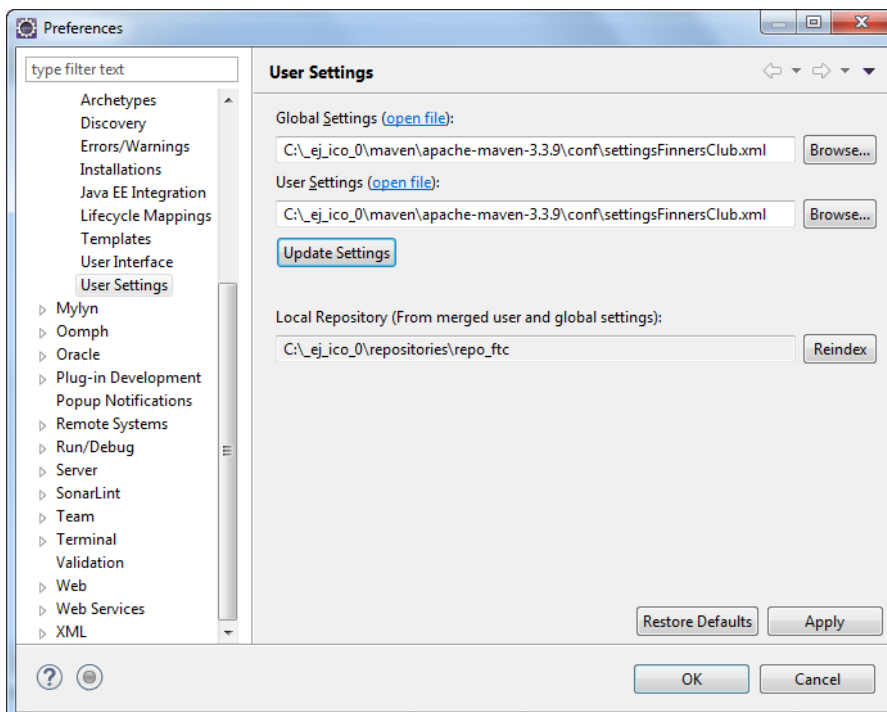 Preferences
type filter text
Archetypes
Discovery
Errors/Warnings
Installations
Java EE Integration
Lifecycle Mappings
Templates
User Interface
User Settings
Mylyn
Oomph
Oracle
Plug-in Development
Popup Notifications
Remote Systems
Run/Debug
Server
SonarLint
Team
Terminal
Validation
Web
Web Services
XML
User Settings
Global Settings (open file):
C:\_ej_ico_0\maven\apache-maven-3.3.9\conf\settingsFinnersClub.xml Browse...
User Settings (open file):
C:\_ej_ico_0\maven\apache-maven-3.3.9\conf\settingsFinnersClub.xml Browse...
Update Settings
Local Repository (From merged user and global settings):
C:\_ej_ico_0\repositories\repo_ftc Reindex
Restore Defaults Apply
OK Cancel